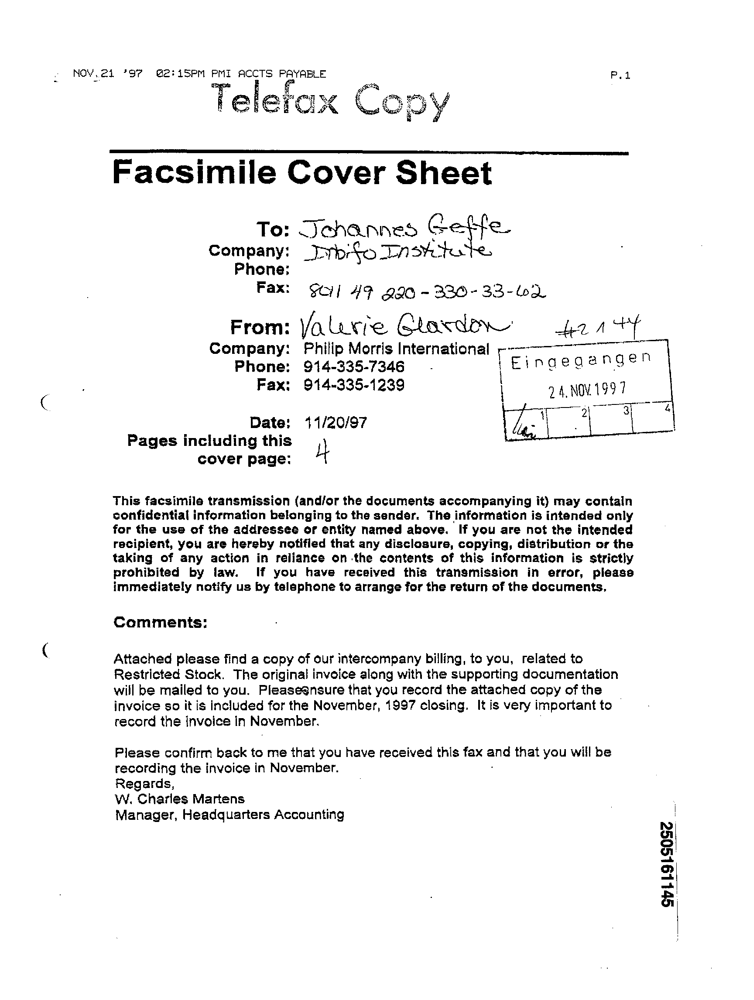 NOV.21 '97 02:15PM PMI ACCTS PAYABLE P.1
Telefax Copy
Facsimile Cover Sheet
To: Johannes Geffe
Company: Inbifo Institute
Phone:
Fax: 8011 49 220-330-33-62
From: Valerie Glardon #2144
Company: Philip Morris International
Phone: 914-335-7346
Fax: 914-335-1239
Eingegangen
24. NOV. 1997
1 2 3 4
Date: 11/20/97
Pages including this
cover page: 4
This facsimile transmission (and/or the documents accompanying it) may contain
confidential information belonging to the sender. The information is intended only
for the use of the addressee or entity named above. If you are not the intended
recipient, you are hereby notified that any disclosure, copying, distribution or the
taking of any action in reliance on the contents of this information is strictly
prohibited by law. If you have received this transmission in error, please
immediately notify us by telephone to arrange for the return of the documents.
Comments:
Attached please find a copy of our intercompany billing, to you, related to
Restricted Stock. The original invoice along with the supporting documentation
will be mailed to you. Pleasensure that you record the attached copy of the
invoice so it is included for the November, 1997 closing. It is very important to
record the invoice in November.
Please confirm back to me that you have received this fax and that you will be
recording the invoice in November.
Regards,
W. Charles Martens
Manager, Headquarters Accounting
2505161145